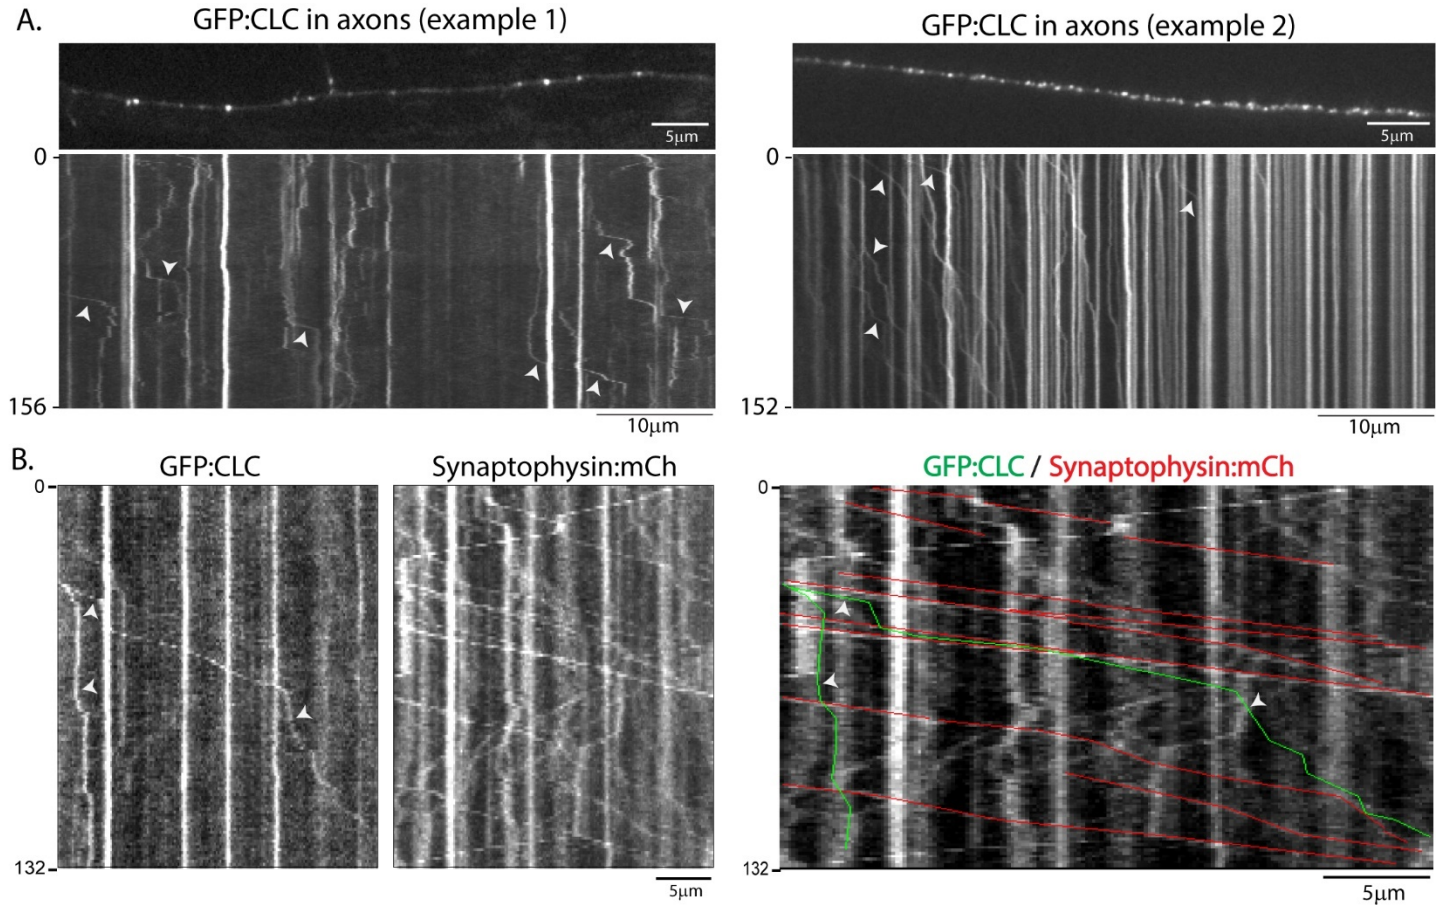 A.
GFP:CLC in axons (example 1)
GFP:CLC in axons (example 2)
5μm
5μm
0
0
156
152
10μm
10μm
B.
GFP:CLC
Synaptophysin:mCh
GFP:CLC / Synaptophysin:mCh
0
0
132
132
5μm
5μm